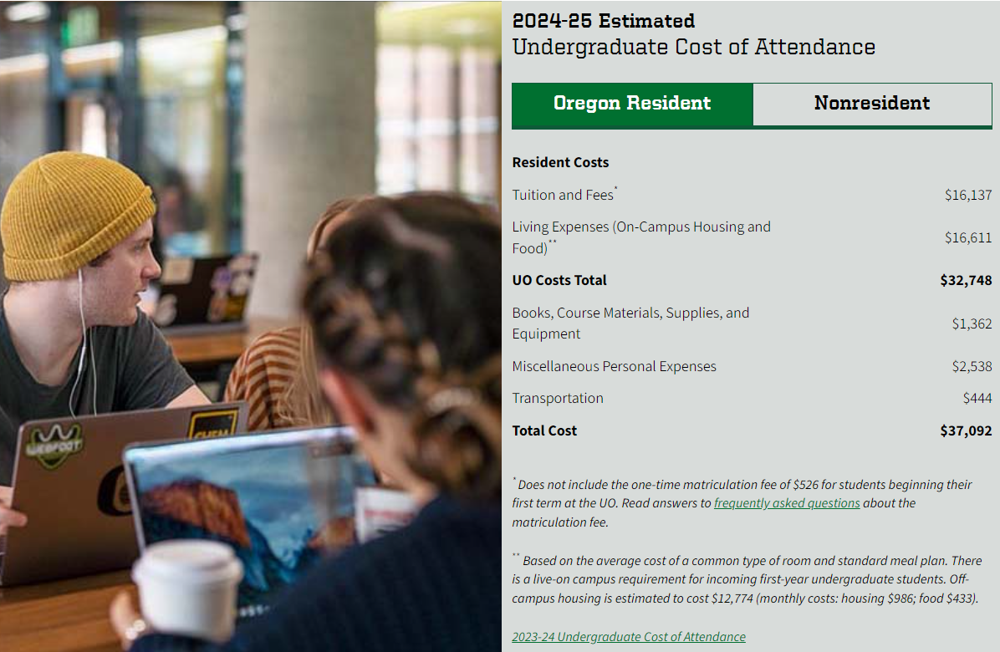 2024-25 Estimated
Undergraduate Cost of Attendance
Oregon Resident
Nonresident
Resident Costs
Tuition and Fees* $16,137
Living Expenses (On-Campus Housing and
Food)** $16,611
UO Costs Total $32,748
Books, Course Materials, Supplies, and
Equipment $1,362
Miscellaneous Personal Expenses $2,538
Transportation $444
Total Cost $37,092
* Does not include the one-time matriculation fee of $526 for students beginning their
first term at the UO. Read answers to frequently asked questions about the
matriculation fee.
** Based on the average cost of a common type of room and standard meal plan. There
is a live-on campus requirement for incoming first-year undergraduate students. Off-
campus housing is estimated to cost $12,774 (monthly costs: housing $986; food $433).
2023-24 Undergraduate Cost of Attendance
WEBFOOT
CHEM